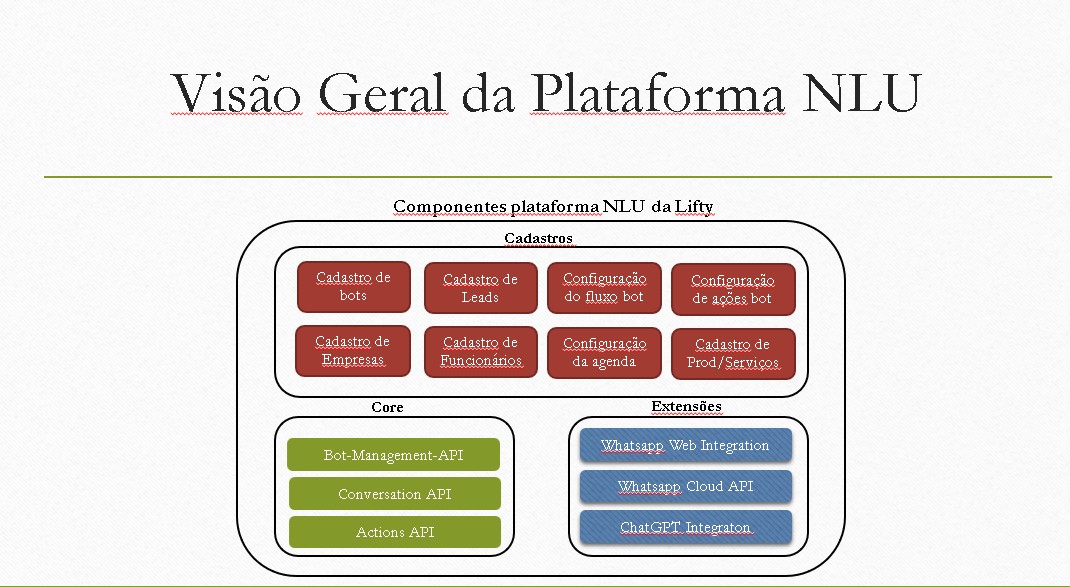 Visão Geral da Plataforma NLU
Componentes plataforma NLU da Lifty
Cadastros
Cadastro de
bots
Cadastro de
Leads
Configuração
do fluxo bot
Configuração
de ações bot
Cadastro de
Empresas
Cadastro de
Funcionários
Configuração
da agenda
Cadastro de
Prod/Serviços
Core
Bot-Management-API
Conversation API
Actions API
Extensões
Whatsapp Web Integration
Whatsapp Cloud API
ChatGPT Integraton